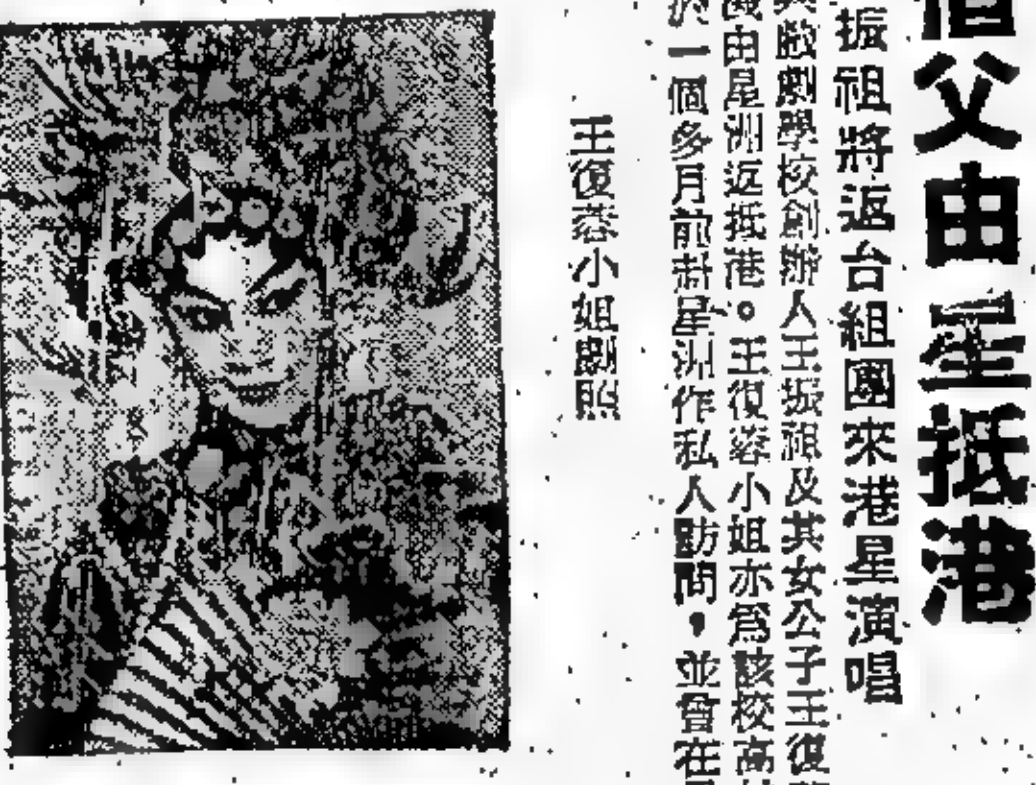 偕父由星抵港
振祖將返台組團來港星演唱
興戲劇學校創辦人王振祖及其女公子王復
由星洲返抵港。王復蓉小姐亦爲該校高
於一個多月前赴星洲作私人訪問，並曾在
王復蓉小姐劇照